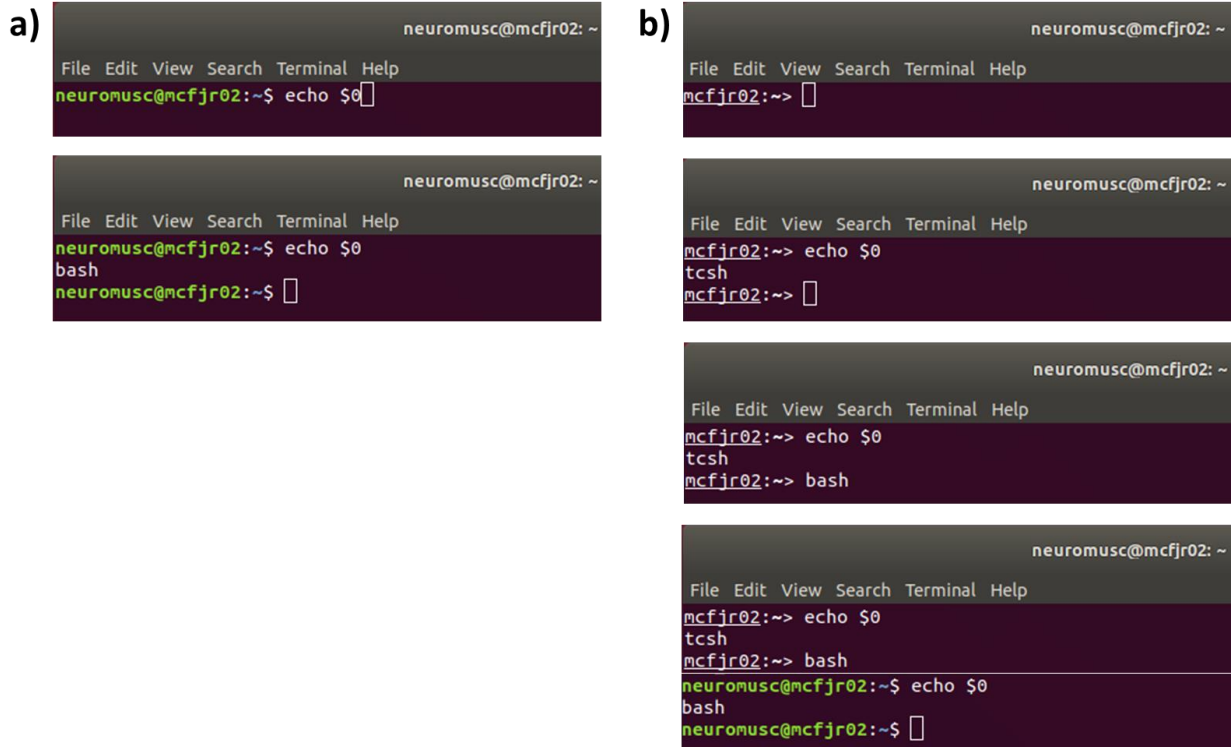 a)
neuromusc@mcfjr02: ~
File Edit View Search Terminal Help
neuromusc@mcfjr02:~$ echo $0
neuromusc@mcfjr02: ~
File Edit View Search Terminal Help
neuromusc@mcfjr02:~$ echo $0
bash
neuromusc@mcfjr02:~$
b)
neuromusc@mcfjr02: ~
File Edit View Search Terminal Help
mcfjr02:~>
neuromusc@mcfjr02: ~
File Edit View Search Terminal Help
mcfjr02:~> echo $0
tcsh
mcfjr02:~>
neuromusc@mcfjr02: ~
File Edit View Search Terminal Help
mcfjr02:~> echo $0
tcsh
mcfjr02:~> bash
neuromusc@mcfjr02: ~
File Edit View Search Terminal Help
mcfjr02:~> echo $0
tcsh
mcfjr02:~> bash
neuromusc@mcfjr02:~$ echo $0
bash
neuromusc@mcfjr02:~$